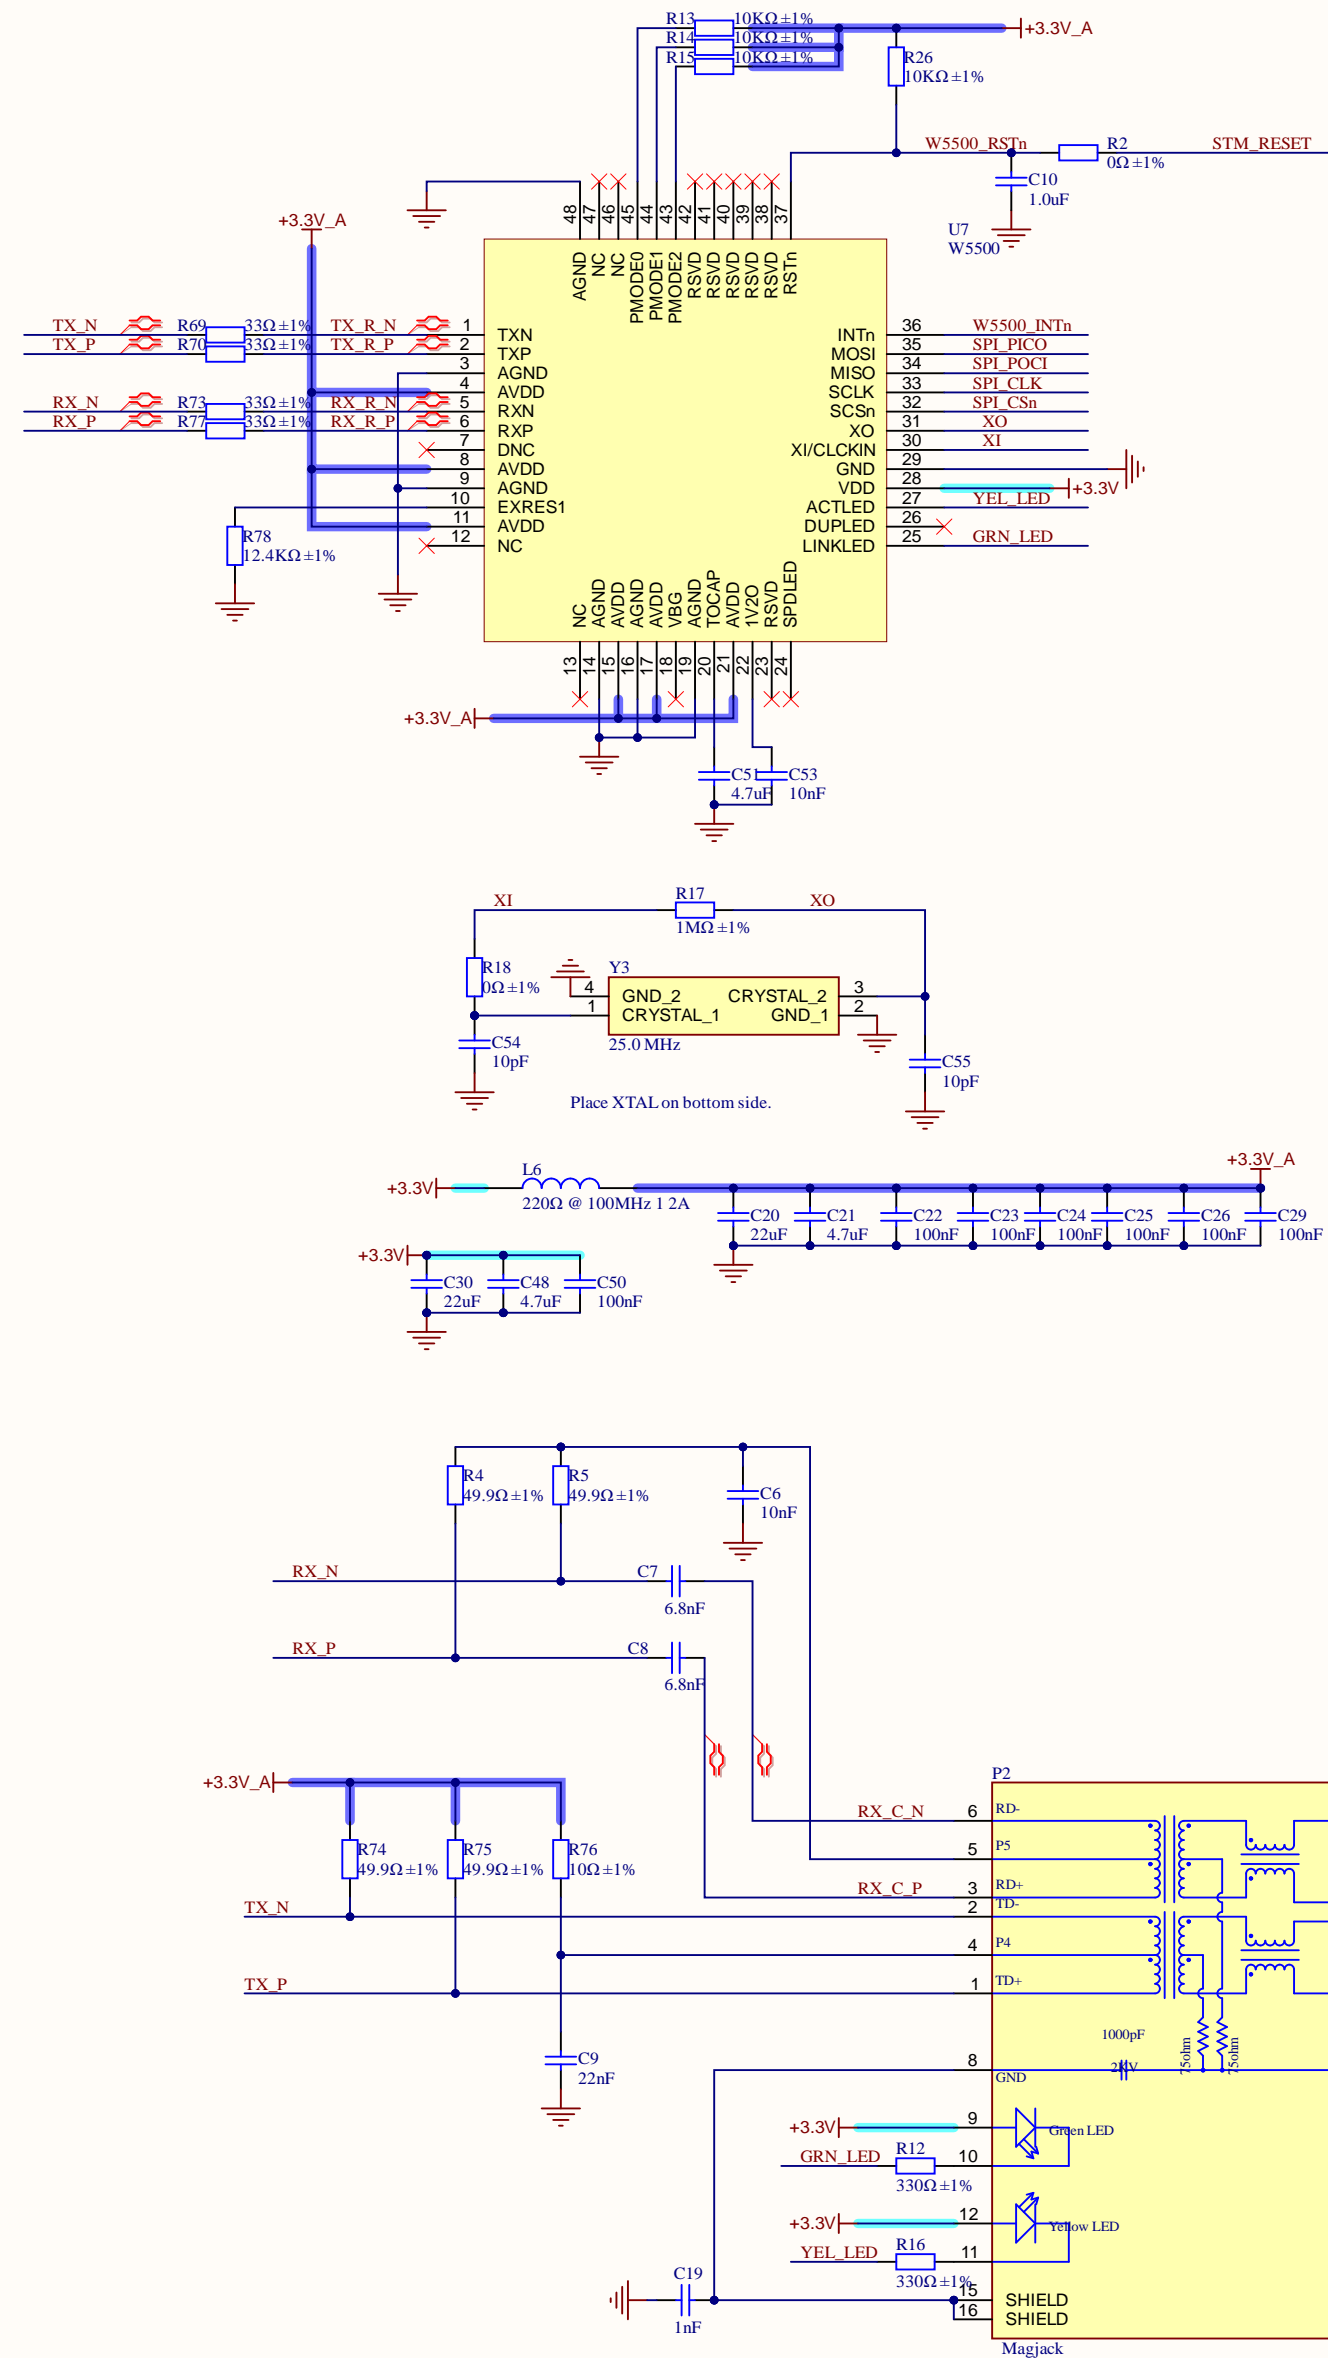 R13 10KΩ ±1%
R14 10KΩ ±1%
R15 10KΩ ±1%
+3.3V_A
R26
10KΩ ±1%
W5500_RSTn
R2
0Ω ±1%
STM_RESET
C10
1.0uF
U7
W5500
+3.3V_A
48 47 46 45 44 43 42 41 40 39 38 37
AGND NC NC PMODE0 PMODE1 PMODE2 RSVD RSVD RSVD RSVD RSVD RSTn
TX_N R69 33Ω ±1% TX_R_N 1 TXN
TX_P R70 33Ω ±1% TX_R_P 2 TXP
3 AGND
4 AVDD
RX_N R73 33Ω ±1% RX_R_N 5 RXN
RX_P R77 33Ω ±1% RX_R_P 6 RXP
7 DNC
8 AVDD
9 AGND
10 EXRES1
11 AVDD
12 NC
R78
12.4KΩ ±1%
INTn 36 W5500_INTn
MOSI 35 SPI_PICO
MISO 34 SPI_POCI
SCLK 33 SPI_CLK
SCSn 32 SPI_CSn
XO 31 XO
XI/CLCKIN 30 XI
GND 29
VDD 28 +3.3V
ACTLED 27 YEL_LED
DUPLED 26
LINKLED 25 GRN_LED
NC AGND AVDD AGND AVDD VBG AGND TOCAP AVDD 1V2O RSVD SPDLED
13 14 15 16 17 18 19 20 21 22 23 24
+3.3V_A
C51
4.7uF
C53
10nF
XI
R17
1MΩ ±1%
XO
R18
0Ω ±1%
Y3
4 GND_2 CRYSTAL_2 3
1 CRYSTAL_1 GND_1 2
25.0 MHz
C54
10pF
C55
10pF
Place XTAL on bottom side.
+3.3V
L6
220Ω @ 100MHz 1 2A
+3.3V_A
C20
22uF
C21
4.7uF
C22
100nF
C23
100nF
C24
100nF
C25
100nF
C26
100nF
C29
100nF
+3.3V
C30
22uF
C48
4.7uF
C50
100nF
R4
49.9Ω ±1%
R5
49.9Ω ±1%
C6
10nF
RX_N
C7
6.8nF
RX_P
C8
6.8nF
+3.3V_A
R74
49.9Ω ±1%
R75
49.9Ω ±1%
R76
10Ω ±1%
TX_N
TX_P
C9
22nF
P2
RX_C_N 6 RD-
5 P5
RX_C_P 3 RD+
2 TD-
4 P4
1 TD+
1000pF
2KV
75ohm
75ohm
8 GND
+3.3V 9
Green LED
GRN_LED R12 10
330Ω ±1%
+3.3V 12
Yellow LED
YEL_LED R16 11
330Ω ±1%
C19
1nF
15 SHIELD
16 SHIELD
Magjack